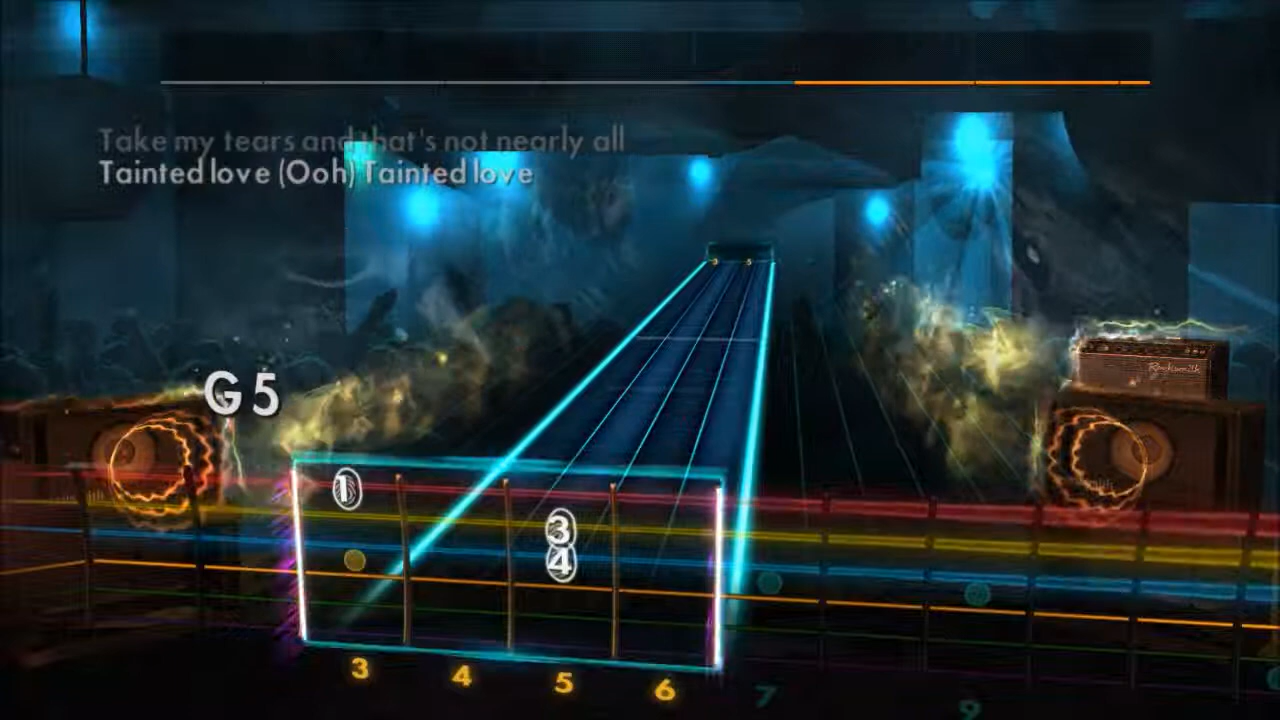 Take my tears and that's not nearly all
Tainted love (Ooh) Tainted love
Rocksmith
G5
1
3
4
3 4 5 6 7 9